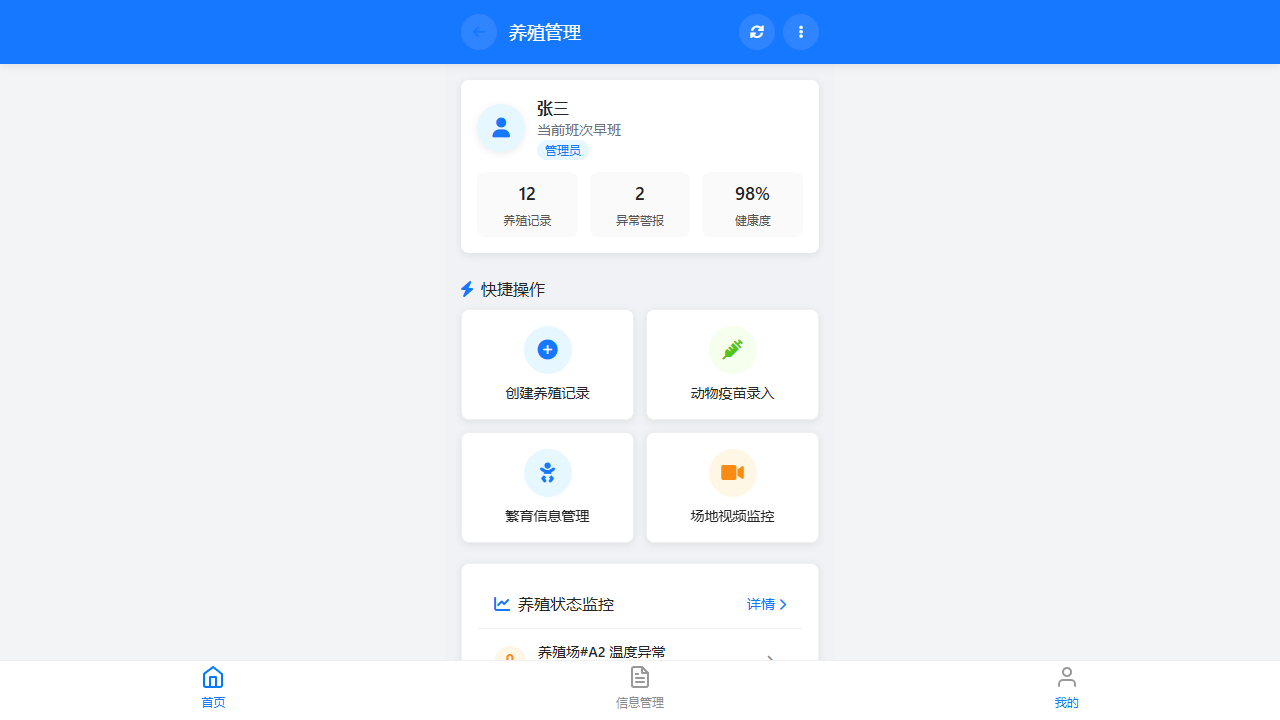 养殖管理
张三
当前班次早班
管理员
12
2
98%
养殖记录
异常警报
健康度
快捷操作
创建养殖记录
动物疫苗录入
繁育信息管理
场地视频监控
养殖状态监控
详情
养殖场#A2 温度异常
首页
信息管理
我的